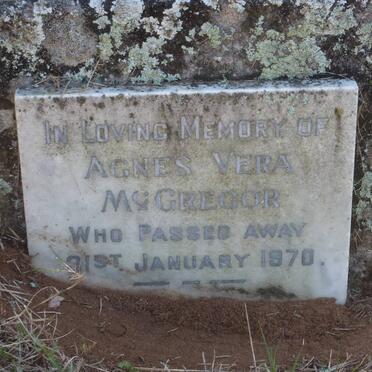 IN LOVING MEMORY OF
AGNES VERA
MCGREGOR
WHO PASSED AWAY
31ST JANUARY 1970.